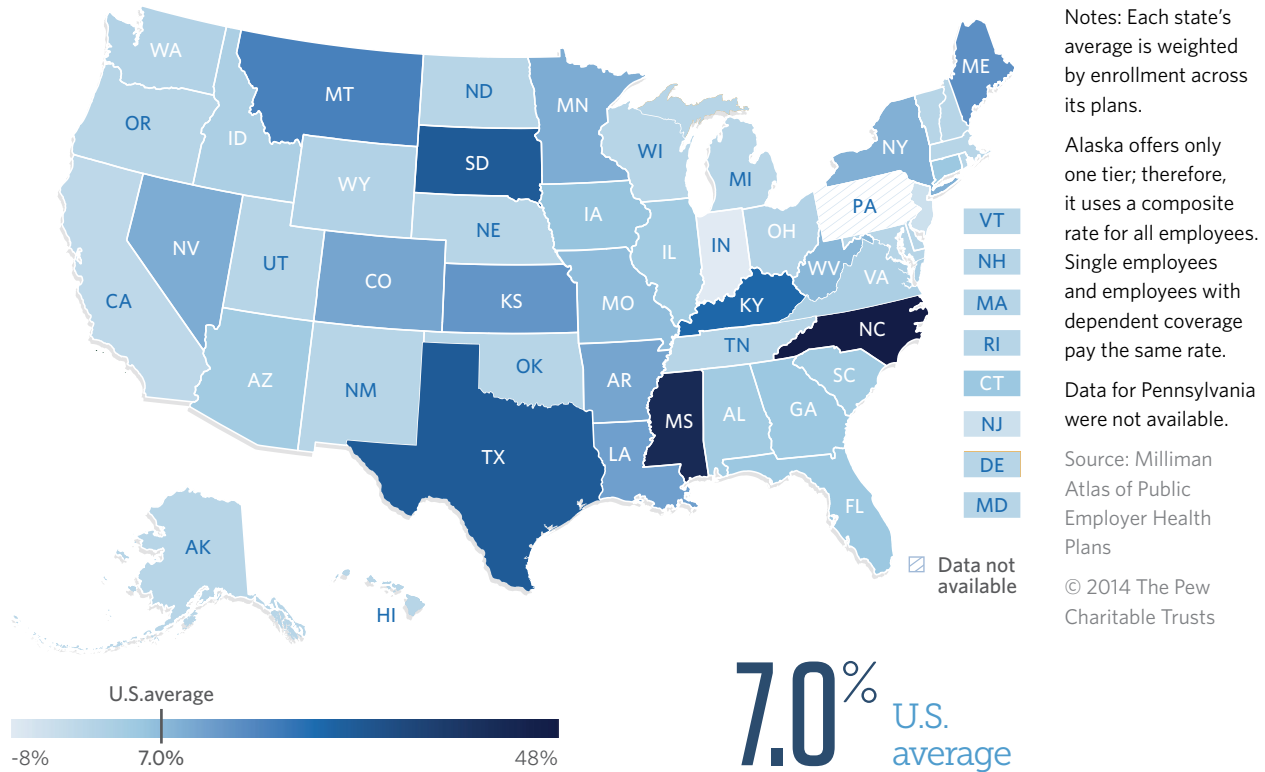 WA
MT
ND
MN
ME
OR
ID
SD
WI
NY
WY
MI
IA
PA
NE
NV
UT
IL
IN
OH
CO
WV
VA
CA
KS
MO
KY
NC
TN
AZ
NM
OK
AR
SC
MS
AL
GA
TX
LA
FL
AK
HI
VT
NH
MA
RI
CT
NJ
DE
MD
Data not
available
Notes: Each state’s
average is weighted
by enrollment across
its plans.
Alaska offers only
one tier; therefore,
it uses a composite
rate for all employees.
Single employees
and employees with
dependent coverage
pay the same rate.
Data for Pennsylvania
were not available.
Source: Milliman
Atlas of Public
Employer Health
Plans
© 2014 The Pew
Charitable Trusts
U.S.average
-8% 7.0% 48%
7.0%
U.S.
average